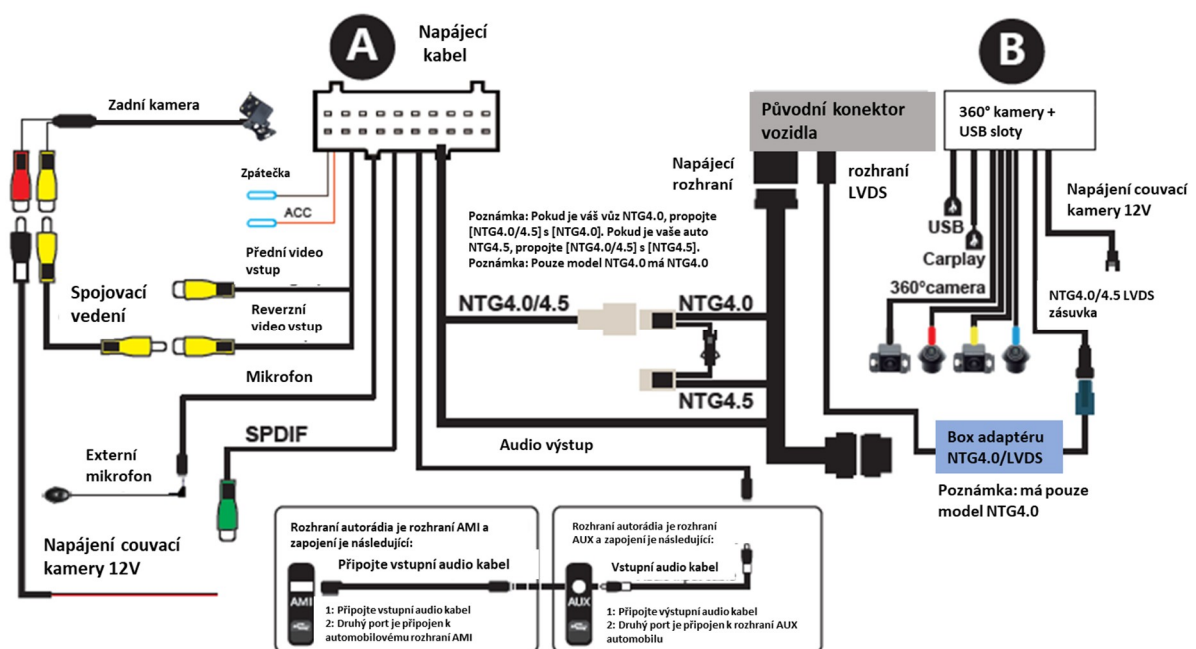 A
Napájecí
kabel
B
Zadní kamera
Původní konektor
vozidla
360° kamery +
USB sloty
Zpátečka
ACC
Napájecí
rozhraní
rozhraní
LVDS
Napájení couvací
kamery 12V
Poznámka: Pokud je váš vůz NTG4.0, propojte
[NTG4.0/4.5] s [NTG4.0]. Pokud je vaše auto
NTG4.5, propojte [NTG4.0/4.5] s [NTG4.5].
Poznámka: Pouze model NTG4.0 má NTG4.0
USB
Carplay
Přední video
vstup
360°camera
NTG4.0/4.5 LVDS
zásuvka
Spojovací
vedení
Reverzní
video vstup
NTG4.0/4.5
NTG4.0
Mikrofon
NTG4.5
SPDIF
Audio výstup
Box adaptéru
NTG4.0/LVDS
Externí
mikrofon
Poznámka: má pouze
model NTG4.0
Napájení couvací
kamery 12V
Rozhraní autorádia je rozhraní AMI a
zapojení je následující:
Připojte vstupní audio kabel
AMI
1: Připojte vstupní audio kabel
2: Druhý port je připojen k
automobilovému rozhraní AMI
Rozhraní autorádia je rozhraní
AUX a zapojení je následující:
Vstupní audio kabel
AUX
1: Připojte výstupní audio kabel
2: Druhý port je připojen k rozhraní AUX
automobilu